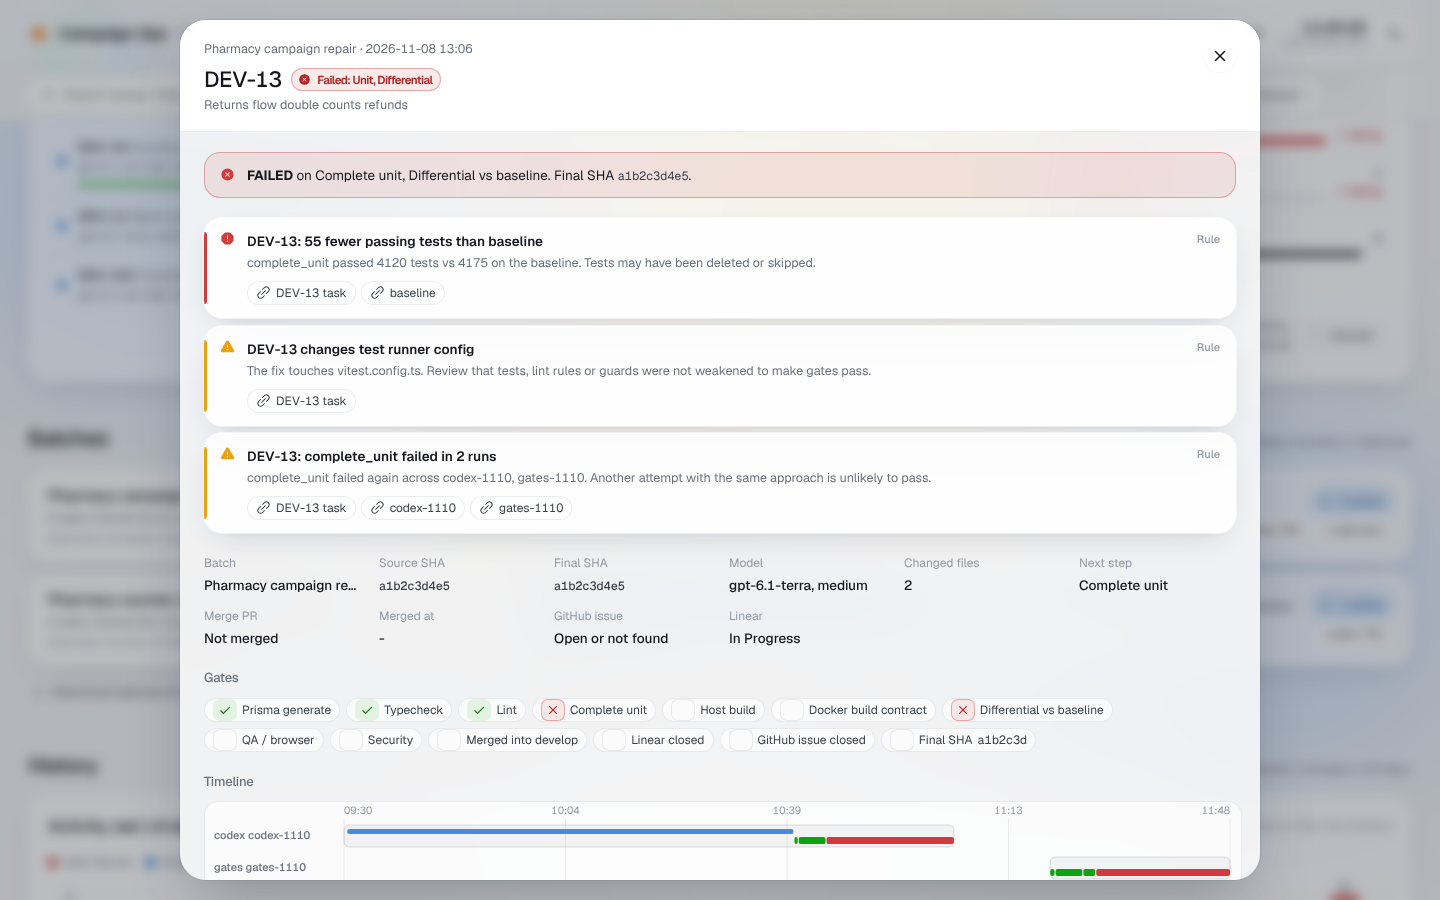 Pharmacy campaign repair · 2026-11-08 13:06
DEV-13 Failed: Unit, Differential
Returns flow double counts refunds
FAILED on Complete unit, Differential vs baseline. Final SHA a1b2c3d4e5.
DEV-13: 55 fewer passing tests than baseline Rule
complete_unit passed 4120 tests vs 4175 on the baseline. Tests may have been deleted or skipped.
DEV-13 task baseline
DEV-13 changes test runner config Rule
The fix touches vitest.config.ts. Review that tests, lint rules or guards were not weakened to make gates pass.
DEV-13 task
DEV-13: complete_unit failed in 2 runs Rule
complete_unit failed again across codex-1110, gates-1110. Another attempt with the same approach is unlikely to pass.
DEV-13 task codex-1110 gates-1110
Batch Source SHA Final SHA Model Changed files Next step
Pharmacy campaign re... a1b2c3d4e5 a1b2c3d4e5 gpt-6.1-terra, medium 2 Complete unit
Merge PR Merged at GitHub issue Linear
Not merged - Open or not found In Progress
Gates
Prisma generate Typecheck Lint Complete unit Host build Docker build contract Differential vs baseline
QA / browser Security Merged into develop Linear closed GitHub issue closed Final SHA a1b2c3d
Timeline
09:30 10:04 10:39 11:13 11:48
codex codex-1110
gates gates-1110
Batches
History